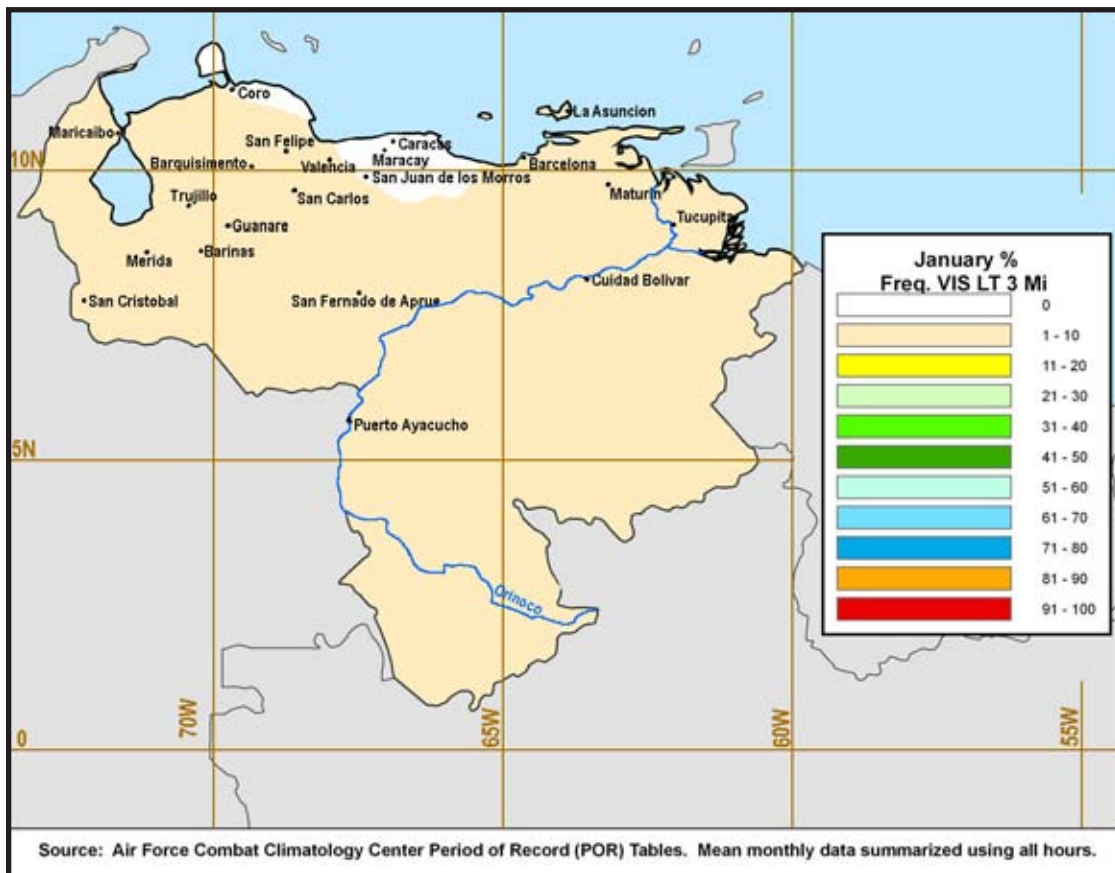 Coro
Maricaibo
La Asuncion
San Felipe
Caracas
10N
Barquisimento
Valencia
Maracay
Barcelona
San Juan de los Morros
Trujillo
San Carlos
Maturin
Guanare
Tucupita
Merida
Barinas
San Cristobal
San Fernado de Aprue
Cuidad Bolivar
Puerto Ayacucho
5N
Orinoco
0
70W
65W
60W
55W
January %
Freq. VIS LT 3 Mi
0
1 - 10
11 - 20
21 - 30
31 - 40
41 - 50
51 - 60
61 - 70
71 - 80
81 - 90
91 - 100
Source: Air Force Combat Climatology Center Period of Record (POR) Tables. Mean monthly data summarized using all hours.